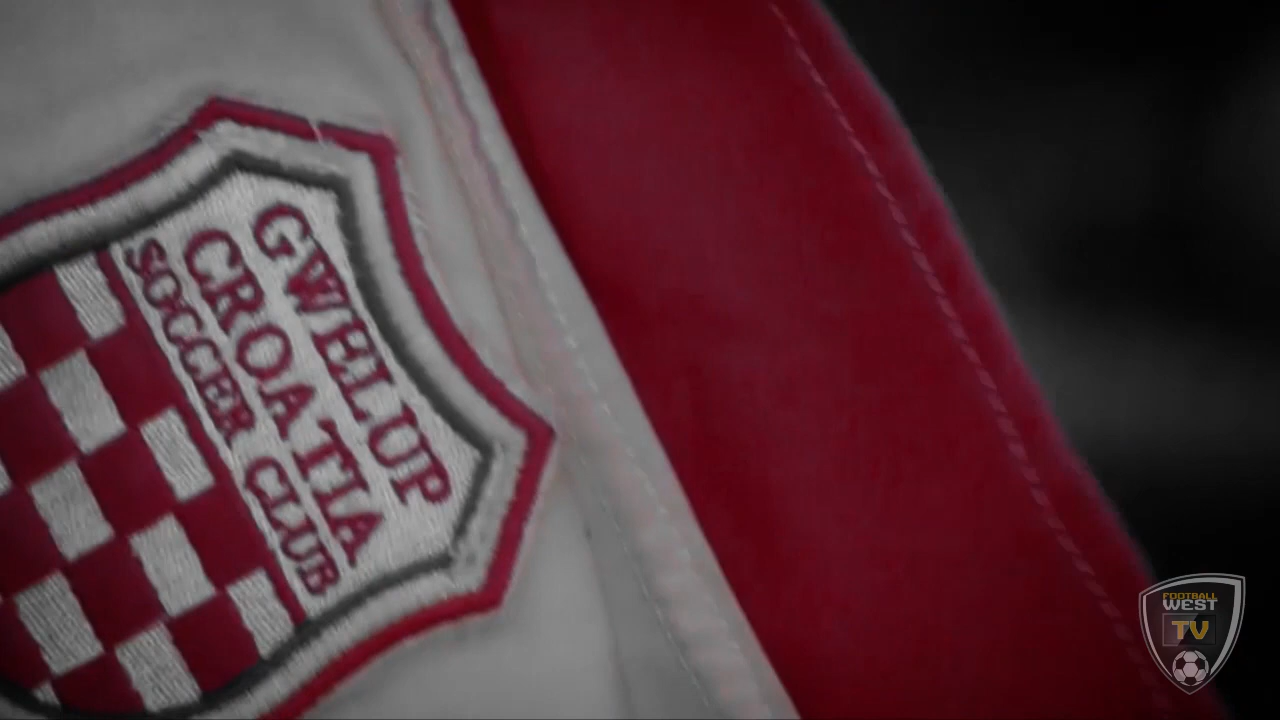 GWELUP
CROATIA
SOCCER CLUB
FOOTBALL
WEST
TV